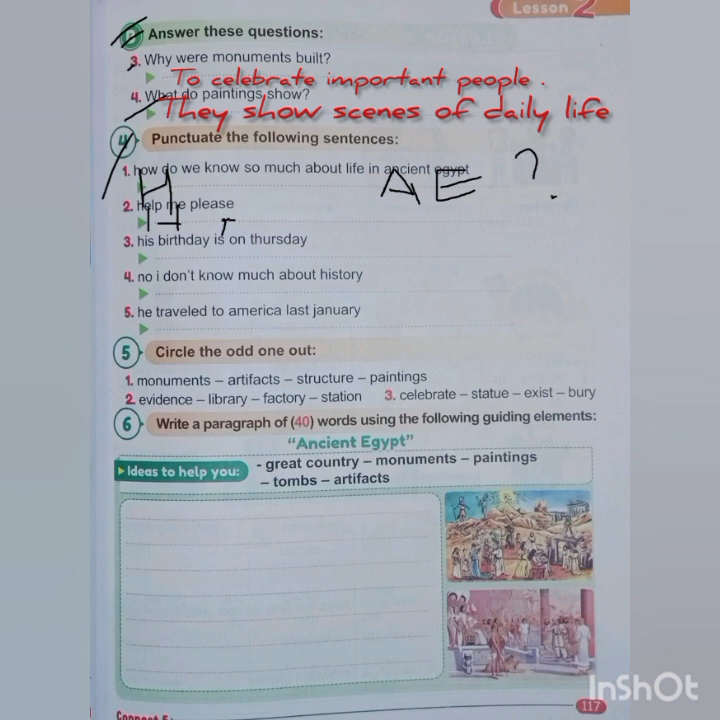 Lesson 2
Answer these questions:
3. Why were monuments built?
To celebrate important people.
4. What do paintings show?
They show scenes of daily life
4 Punctuate the following sentences:
1. how do we know so much about life in ancient egypt
H A E ?
2. help me please
H
3. his birthday is on thursday
4. no i don't know much about history
5. he traveled to america last january
5 Circle the odd one out:
1. monuments – artifacts – structure – paintings
2. evidence – library – factory – station 3. celebrate – statue – exist – bury
6 Write a paragraph of (40) words using the following guiding elements:
"Ancient Egypt"
Ideas to help you: - great country – monuments – paintings
– tombs – artifacts
InShOt
117